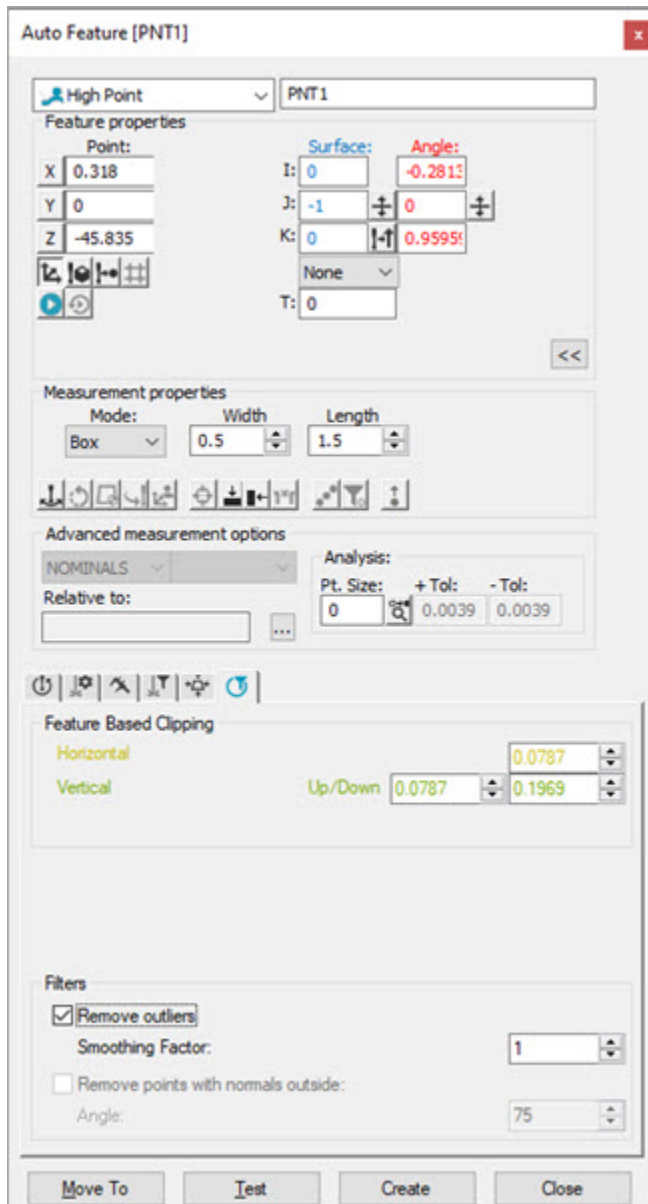 Auto Feature [PNT1]
x
High Point PNT1
Feature properties
Point: Surface: Angle:
X 0.318 I: 0 -0.2813
Y 0 J: -1 0
Z -45.835 K: 0 0.95959
None
T: 0
<<
Measurement properties
Mode: Width Length
Box 0.5 1.5
Advanced measurement options
NOMINALS
Analysis:
Relative to: Pt. Size: + Tol: - Tol:
0 0.0039 0.0039
...
Feature Based Clipping
Horizontal 0.0787
Vertical Up/Down 0.0787 0.1969
Filters
Remove outliers
Smoothing Factor: 1
Remove points with normals outside:
Angle: 75
Move To Test Create Close